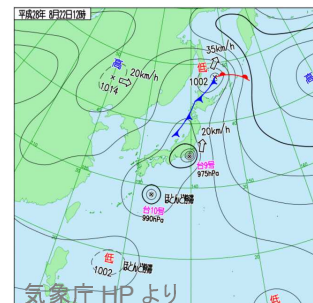 平成28年 8月22日12時
高
20km/h
1014
35km/h
低
1002
20km/h
台9号
975hPa
ほとんど停滞
台10号
990hPa
低
1002
ほとんど停滞
低
気象庁 HP より